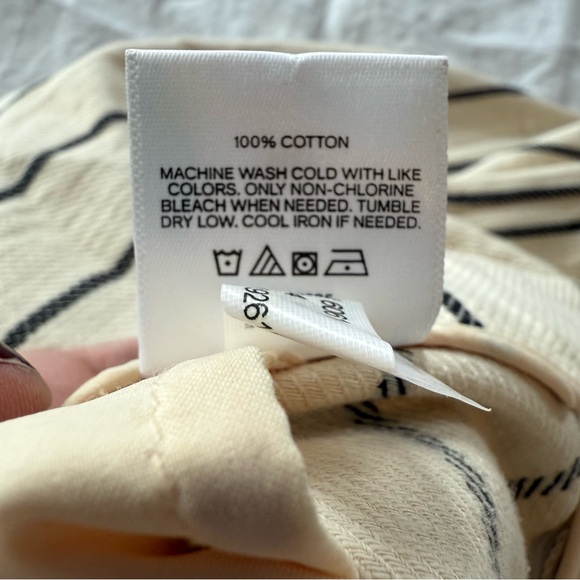 100% COTTON
MACHINE WASH COLD WITH LIKE
COLORS. ONLY NON-CHLORINE
BLEACH WHEN NEEDED. TUMBLE
DRY LOW. COOL IRON IF NEEDED.